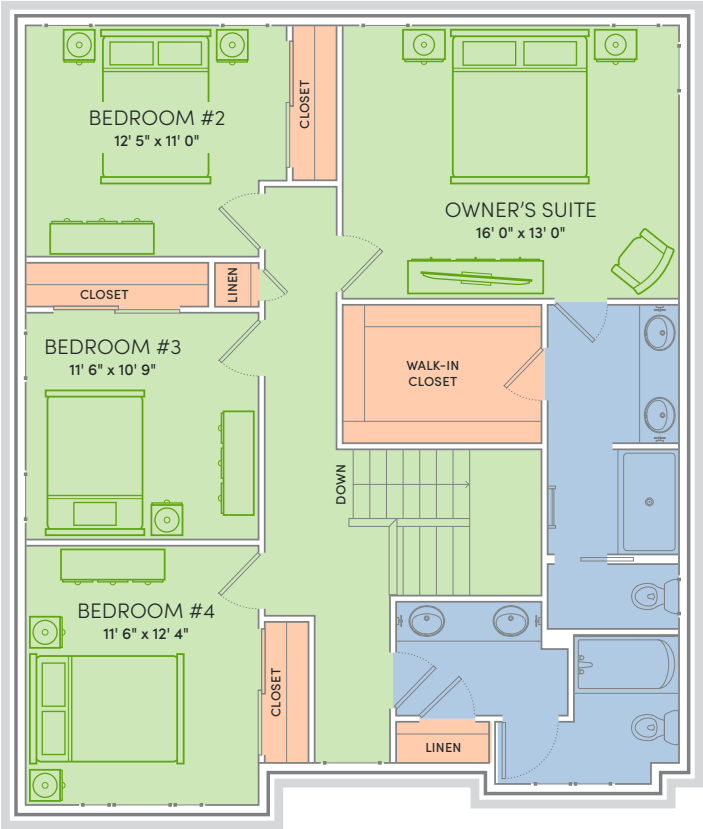 BEDROOM #2
12' 5" x 11' 0"
CLOSET
OWNER'S SUITE
16' 0" x 13' 0"
CLOSET
LINEN
BEDROOM #3
11' 6" x 10' 9"
WALK-IN
CLOSET
DOWN
BEDROOM #4
11' 6" x 12' 4"
CLOSET
LINEN